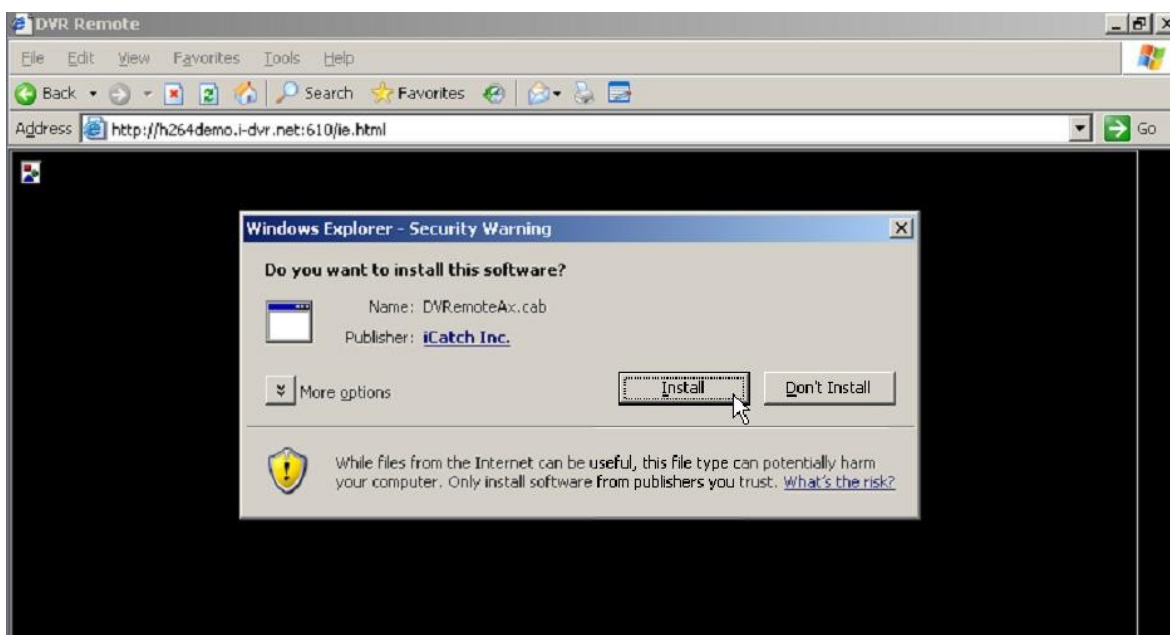 DVR Remote
File Edit View Favorites Tools Help
Back Search Favorites
Address http://h264demo.i-dvr.net:610/ie.html Go
Windows Explorer - Security Warning
Do you want to install this software?
Name: DVRemoteAx.cab
Publisher: iCatch Inc.
More options Install Don't Install
While files from the Internet can be useful, this file type can potentially harm
your computer. Only install software from publishers you trust. What's the risk?